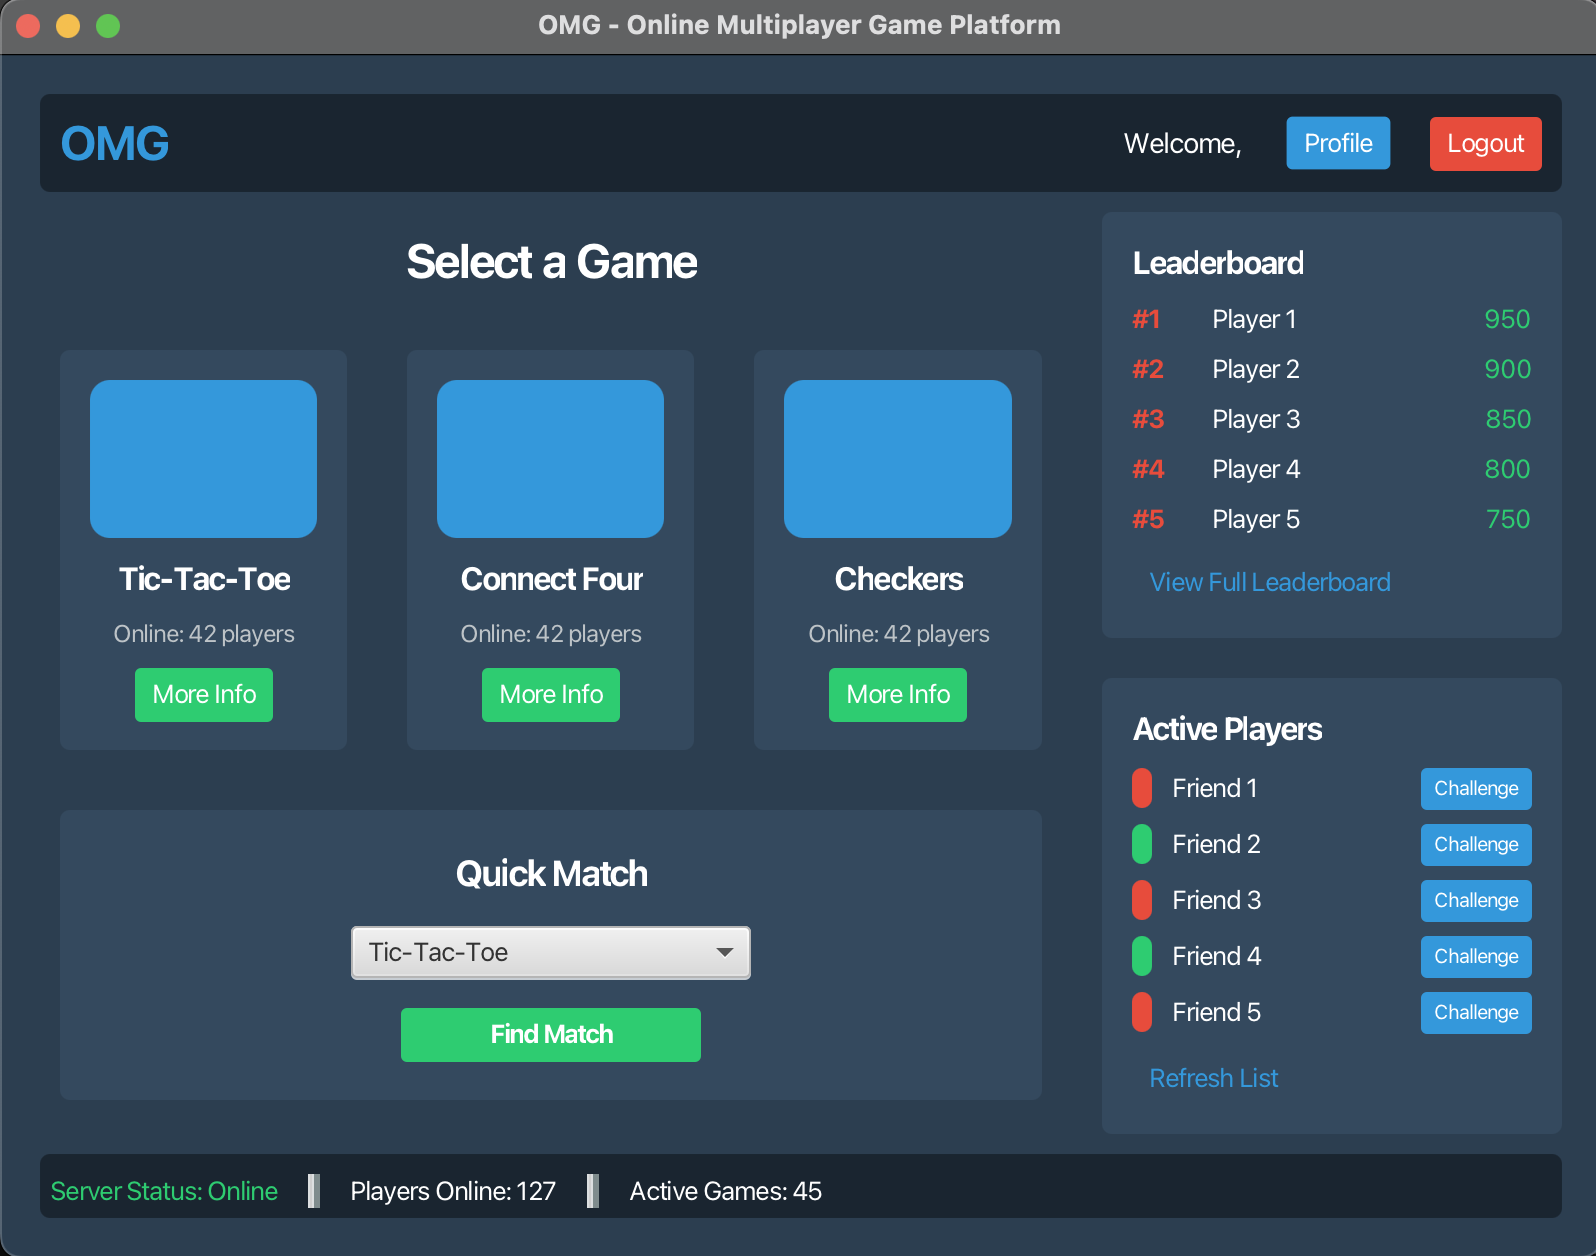 OMG - Online Multiplayer Game Platform
OMG
Welcome,
Profile
Logout
Select a Game
Tic-Tac-Toe
Online: 42 players
More Info
Connect Four
Online: 42 players
More Info
Checkers
Online: 42 players
More Info
Quick Match
Tic-Tac-Toe
Find Match
Leaderboard
#1 Player 1 950
#2 Player 2 900
#3 Player 3 850
#4 Player 4 800
#5 Player 5 750
View Full Leaderboard
Active Players
Friend 1 Challenge
Friend 2 Challenge
Friend 3 Challenge
Friend 4 Challenge
Friend 5 Challenge
Refresh List
Server Status: Online
Players Online: 127
Active Games: 45